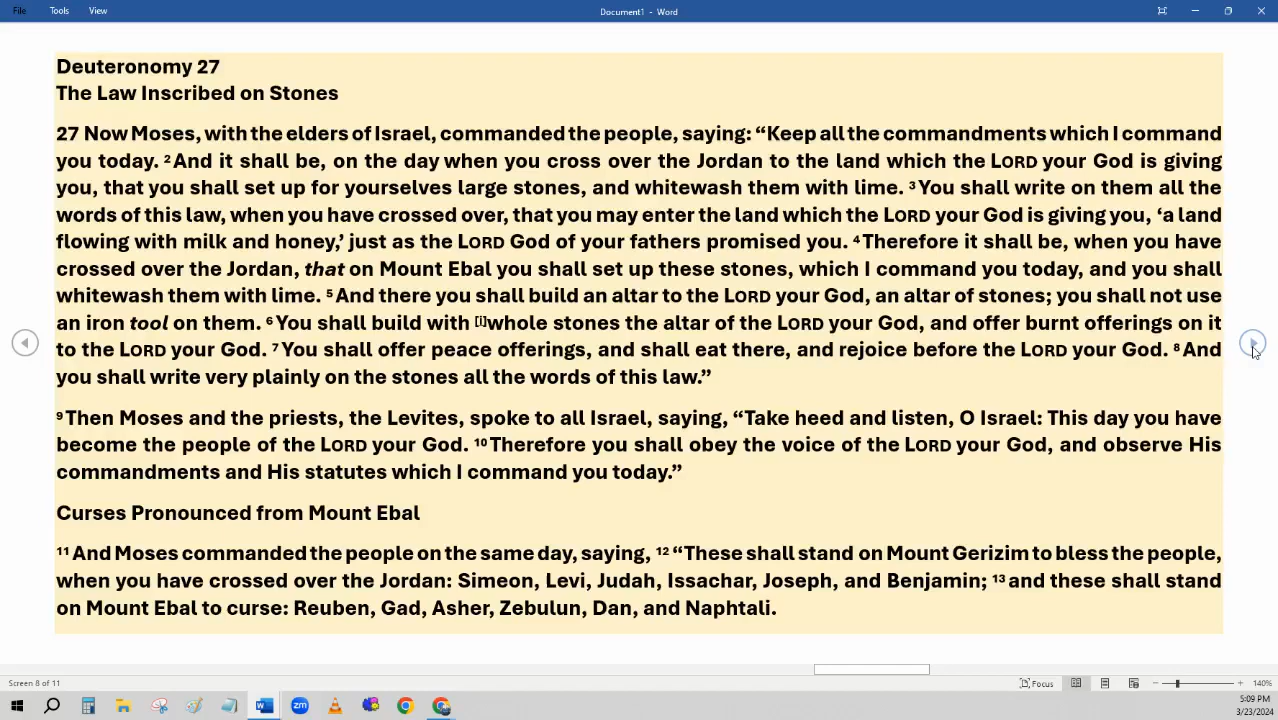 File Tools View Document1 - Word
Deuteronomy 27
The Law Inscribed on Stones
27 Now Moses, with the elders of Israel, commanded the people, saying: “Keep all the commandments which I command
you today. ² And it shall be, on the day when you cross over the Jordan to the land which the LORD your God is giving
you, that you shall set up for yourselves large stones, and whitewash them with lime. ³ You shall write on them all the
words of this law, when you have crossed over, that you may enter the land which the LORD your God is giving you, ‘a land
flowing with milk and honey,’ just as the LORD God of your fathers promised you. ⁴ Therefore it shall be, when you have
crossed over the Jordan, that on Mount Ebal you shall set up these stones, which I command you today, and you shall
whitewash them with lime. ⁵ And there you shall build an altar to the LORD your God, an altar of stones; you shall not use
an iron tool on them. ⁶ You shall build with [i]whole stones the altar of the LORD your God, and offer burnt offerings on it
to the LORD your God. ⁷ You shall offer peace offerings, and shall eat there, and rejoice before the LORD your God. ⁸ And
you shall write very plainly on the stones all the words of this law.”
⁹ Then Moses and the priests, the Levites, spoke to all Israel, saying, “Take heed and listen, O Israel: This day you have
become the people of the LORD your God. ¹⁰ Therefore you shall obey the voice of the LORD your God, and observe His
commandments and His statutes which I command you today.”
Curses Pronounced from Mount Ebal
¹¹ And Moses commanded the people on the same day, saying, ¹² “These shall stand on Mount Gerizim to bless the people,
when you have crossed over the Jordan: Simeon, Levi, Judah, Issachar, Joseph, and Benjamin; ¹³ and these shall stand
on Mount Ebal to curse: Reuben, Gad, Asher, Zebulun, Dan, and Naphtali.
Screen 8 of 11 Focus 140%
zm 5:09 PM
3/23/2024